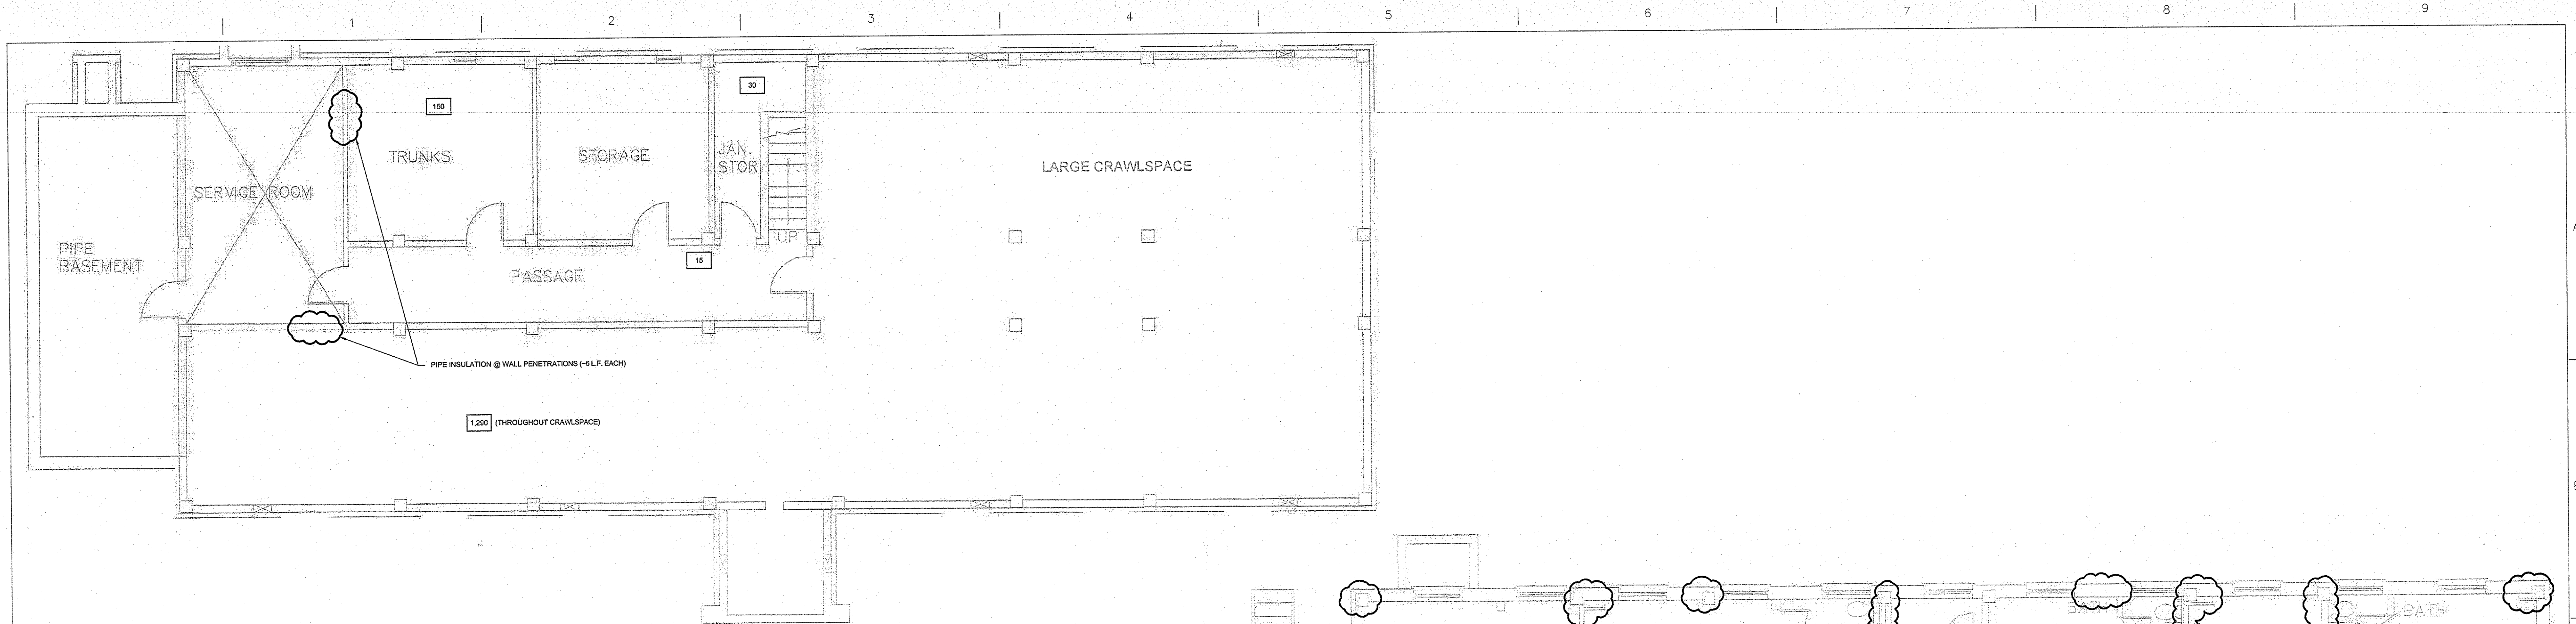 1 2 3 4 5 6 7 8 9
30
150
TRUNKS
STORAGE
JAN.
STOR
LARGE CRAWLSPACE
SERVICE ROOM
UP
PIPE
BASEMENT
15
PASSAGE
PIPE INSULATION @ WALL PENETRATIONS (~5 L.F. EACH)
1,290 (THROUGHOUT CRAWLSPACE)
BATH